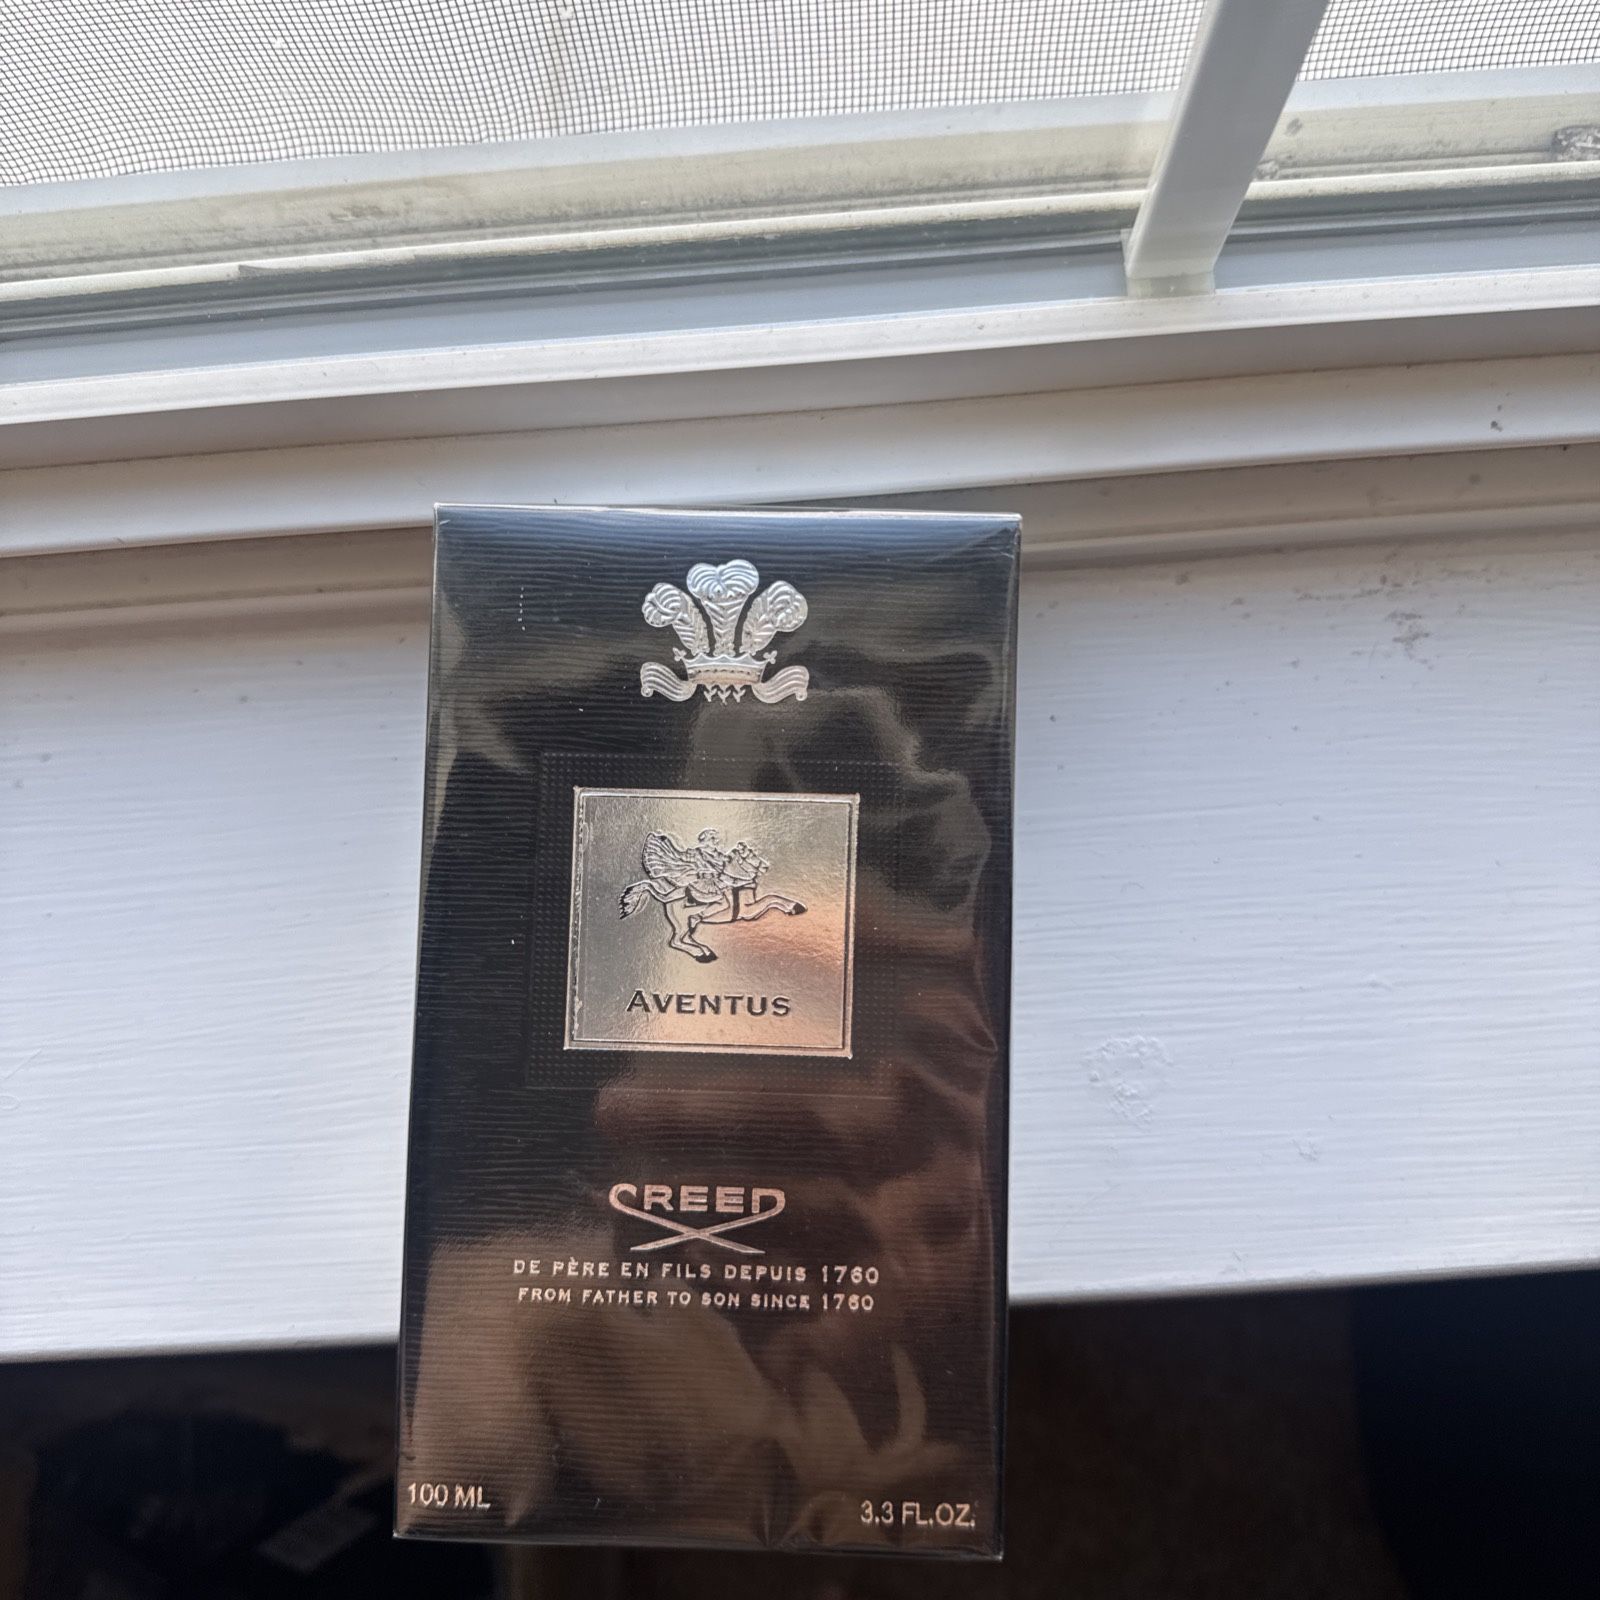 AVENTUS
CREED
DE PÈRE EN FILS DEPUIS 1760
FROM FATHER TO SON SINCE 1760
100 ML
3.3 FL.OZ.